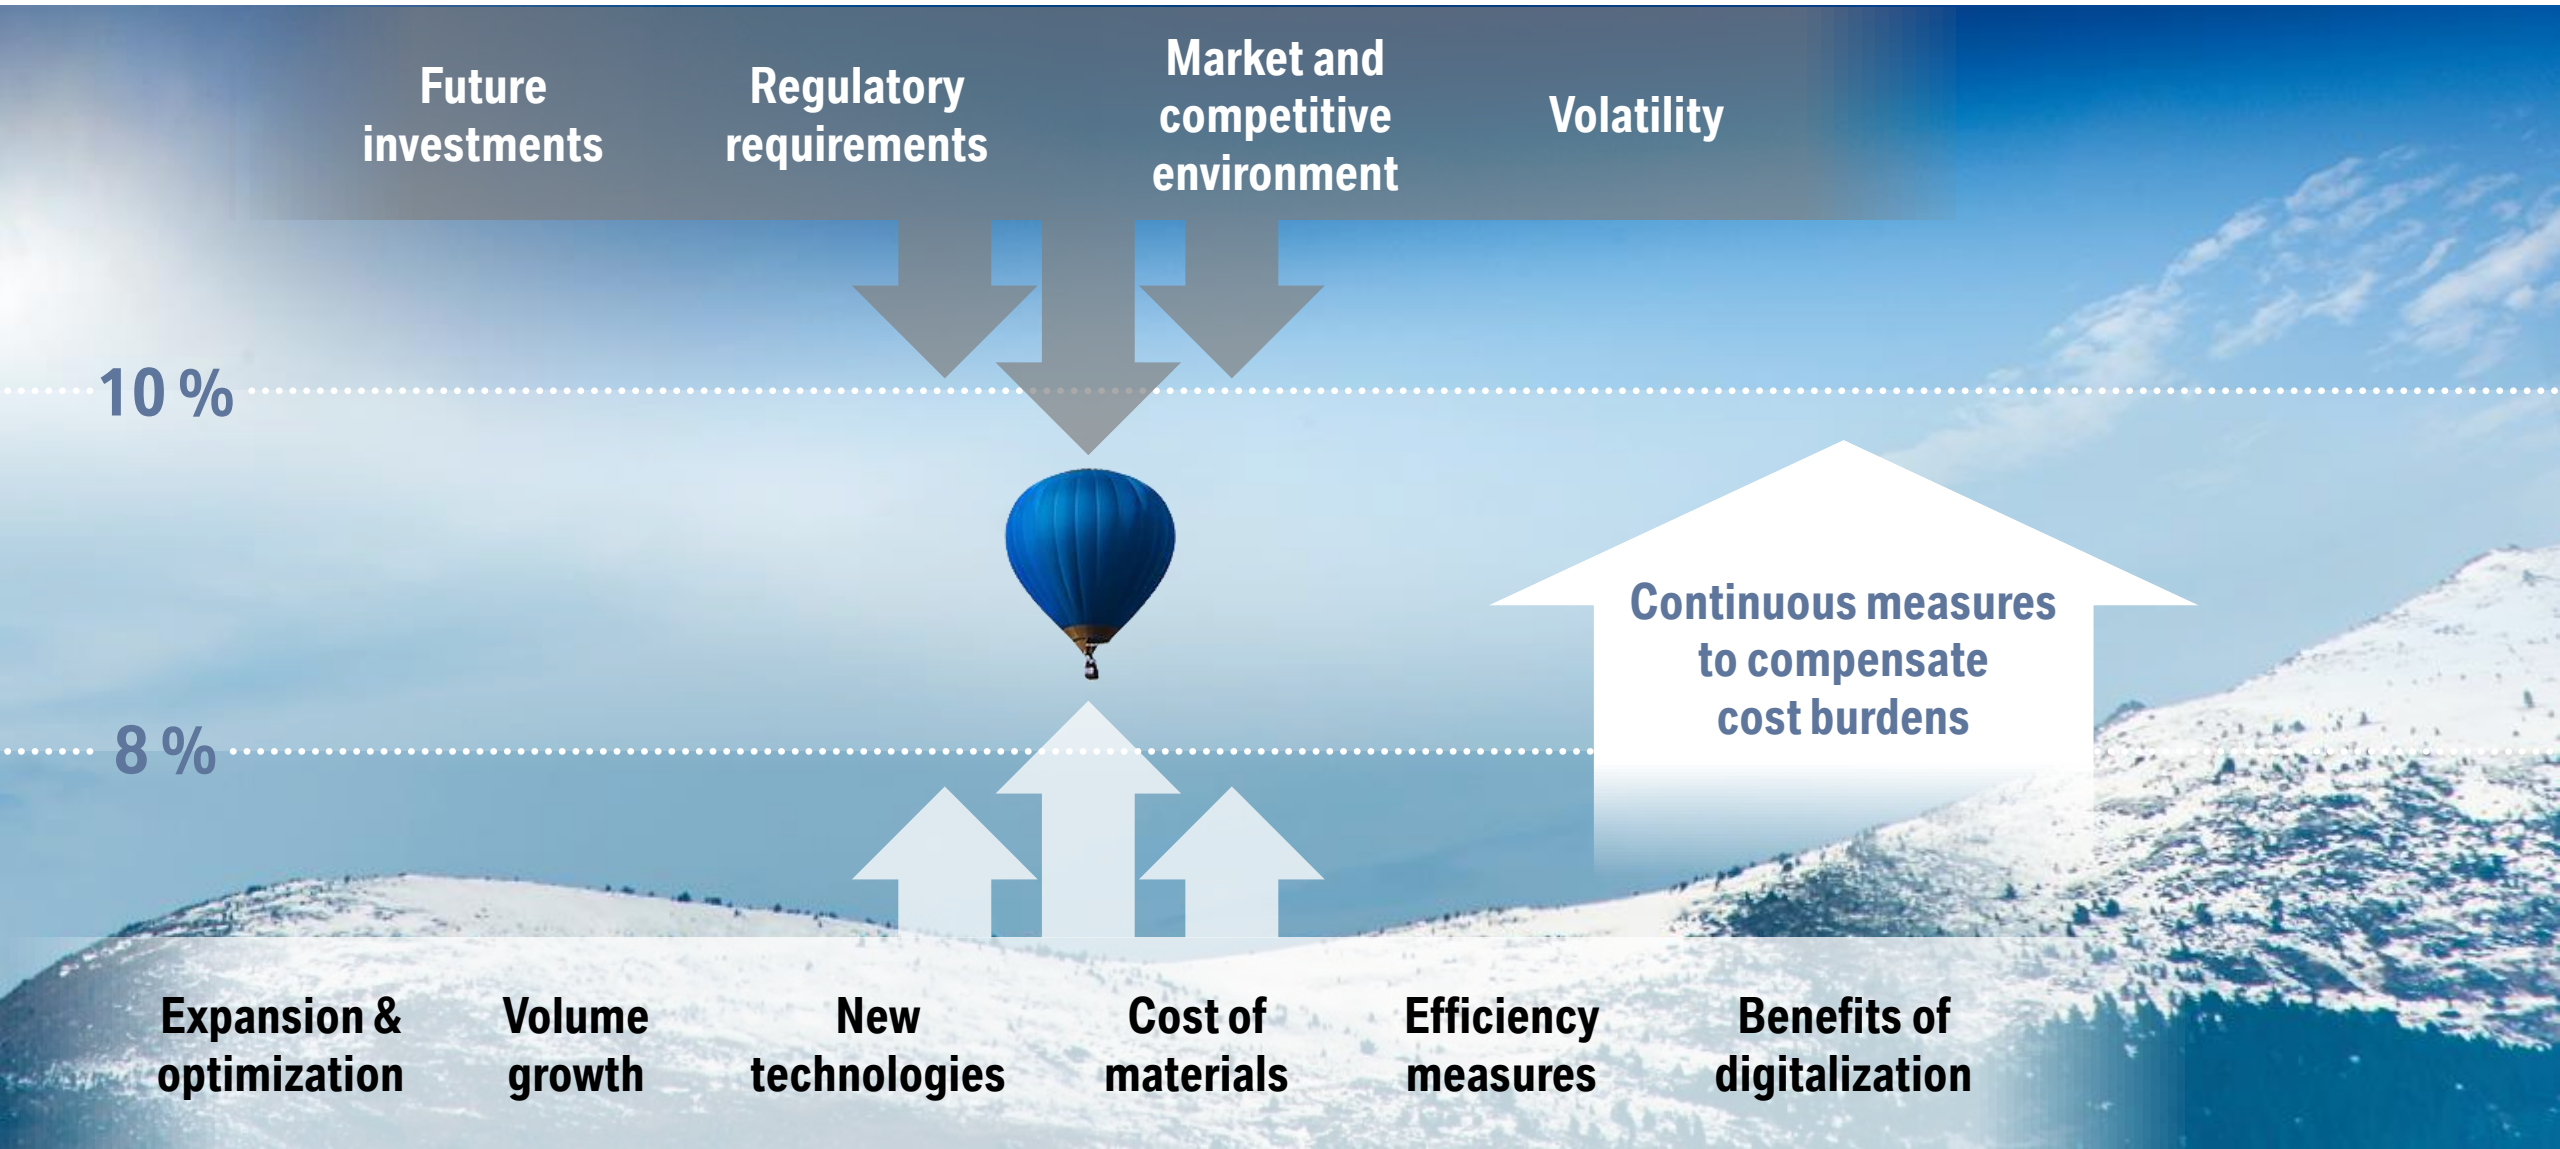 Future
investments
Regulatory
requirements
Market and
competitive
environment
Volatility
10 %
Continuous measures
to compensate
cost burdens
8 %
Expansion &
optimization
Volume
growth
New
technologies
Cost of
materials
Efficiency
measures
Benefits of
digitalization